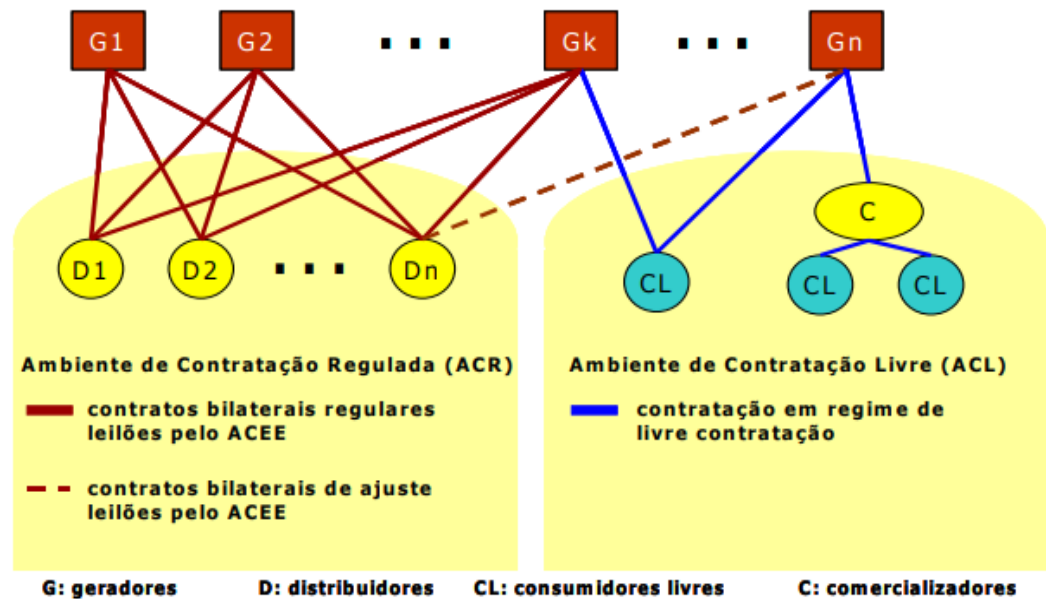 G1 G2 ... Gk ... Gn
C
D1 D2 ... Dn CL CL CL
Ambiente de Contratação Regulada (ACR)
contratos bilaterais regulares
leilões pelo ACEE
contratos bilaterais de ajuste
leilões pelo ACEE
Ambiente de Contratação Livre (ACL)
contratação em regime de
livre contratação
G: geradores D: distribuidores CL: consumidores livres C: comercializadores